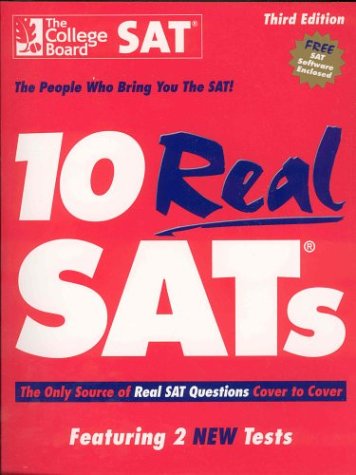 The
College
Board
SAT®
Third Edition
FREE
SAT
Software
Enclosed
The People Who Bring You The SAT!
10 Real
SATs®
The Only Source of Real SAT Questions Cover to Cover
Featuring 2 NEW Tests